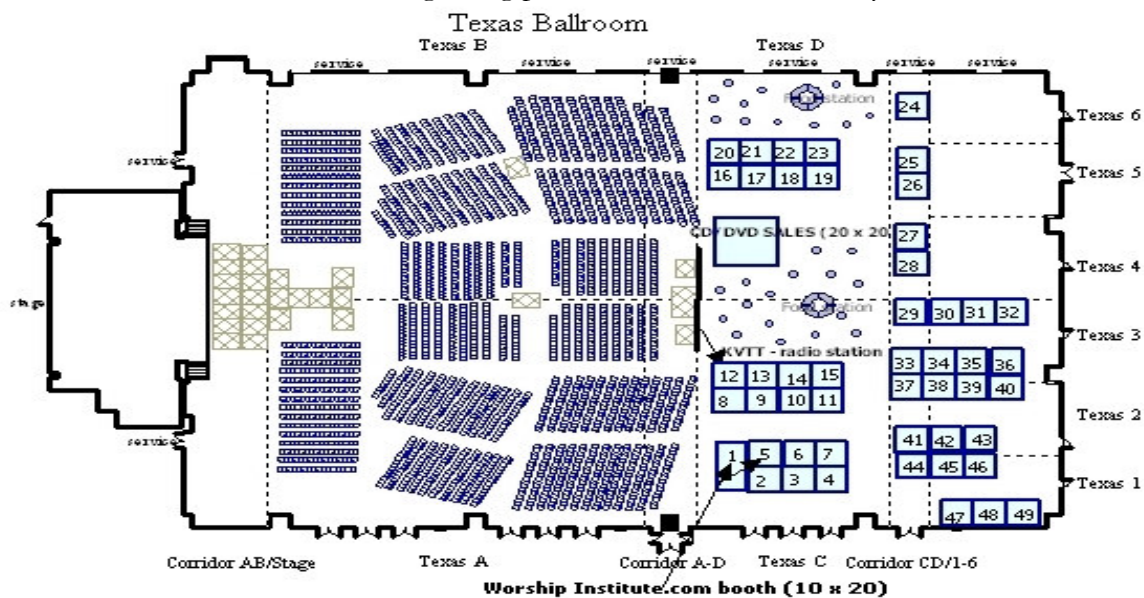 Texas Ballroom
Texas B
Texas D
service
service
service
service
service
Food station
24
Texas 6
service
20 21 22 23
25
Texas 5
16 17 18 19
26
CD/DVD SALES (20 x 20
27
28
Texas 4
stage
Food station
29 30 31 32
Texas 3
KVTT - radio station
12 13 14 15
33 34 35 36
8 9 10 11
37 38 39 40
Texas 2
service
1 5 6 7
41 42 43
2 3 4
44 45 46
Texas 1
47 48 49
Corridor AB/Stage
Texas A
Corridor A-D
Texas C
Corridor CD/1-6
Worship Institute.com booth (10 x 20)